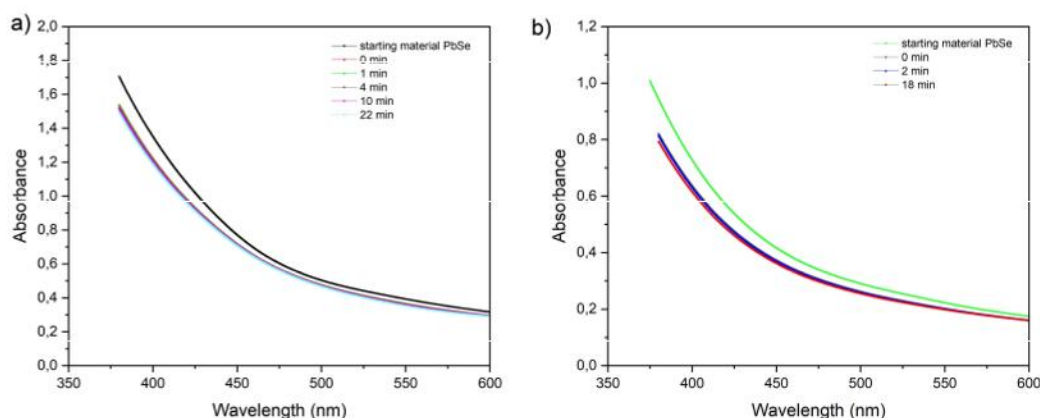 a)
2,0
1,8
1,6
1,4
1,2
1,0
0,8
0,6
0,4
0,2
0,0
Absorbance
350 400 450 500 550 600
Wavelength (nm)
starting material PbSe
0 min
1 min
4 min
10 min
22 min
b)
1,2
1,0
0,8
0,6
0,4
0,2
0,0
Absorbance
350 400 450 500 550 600
Wavelength (nm)
starting material PbSe
0 min
2 min
18 min